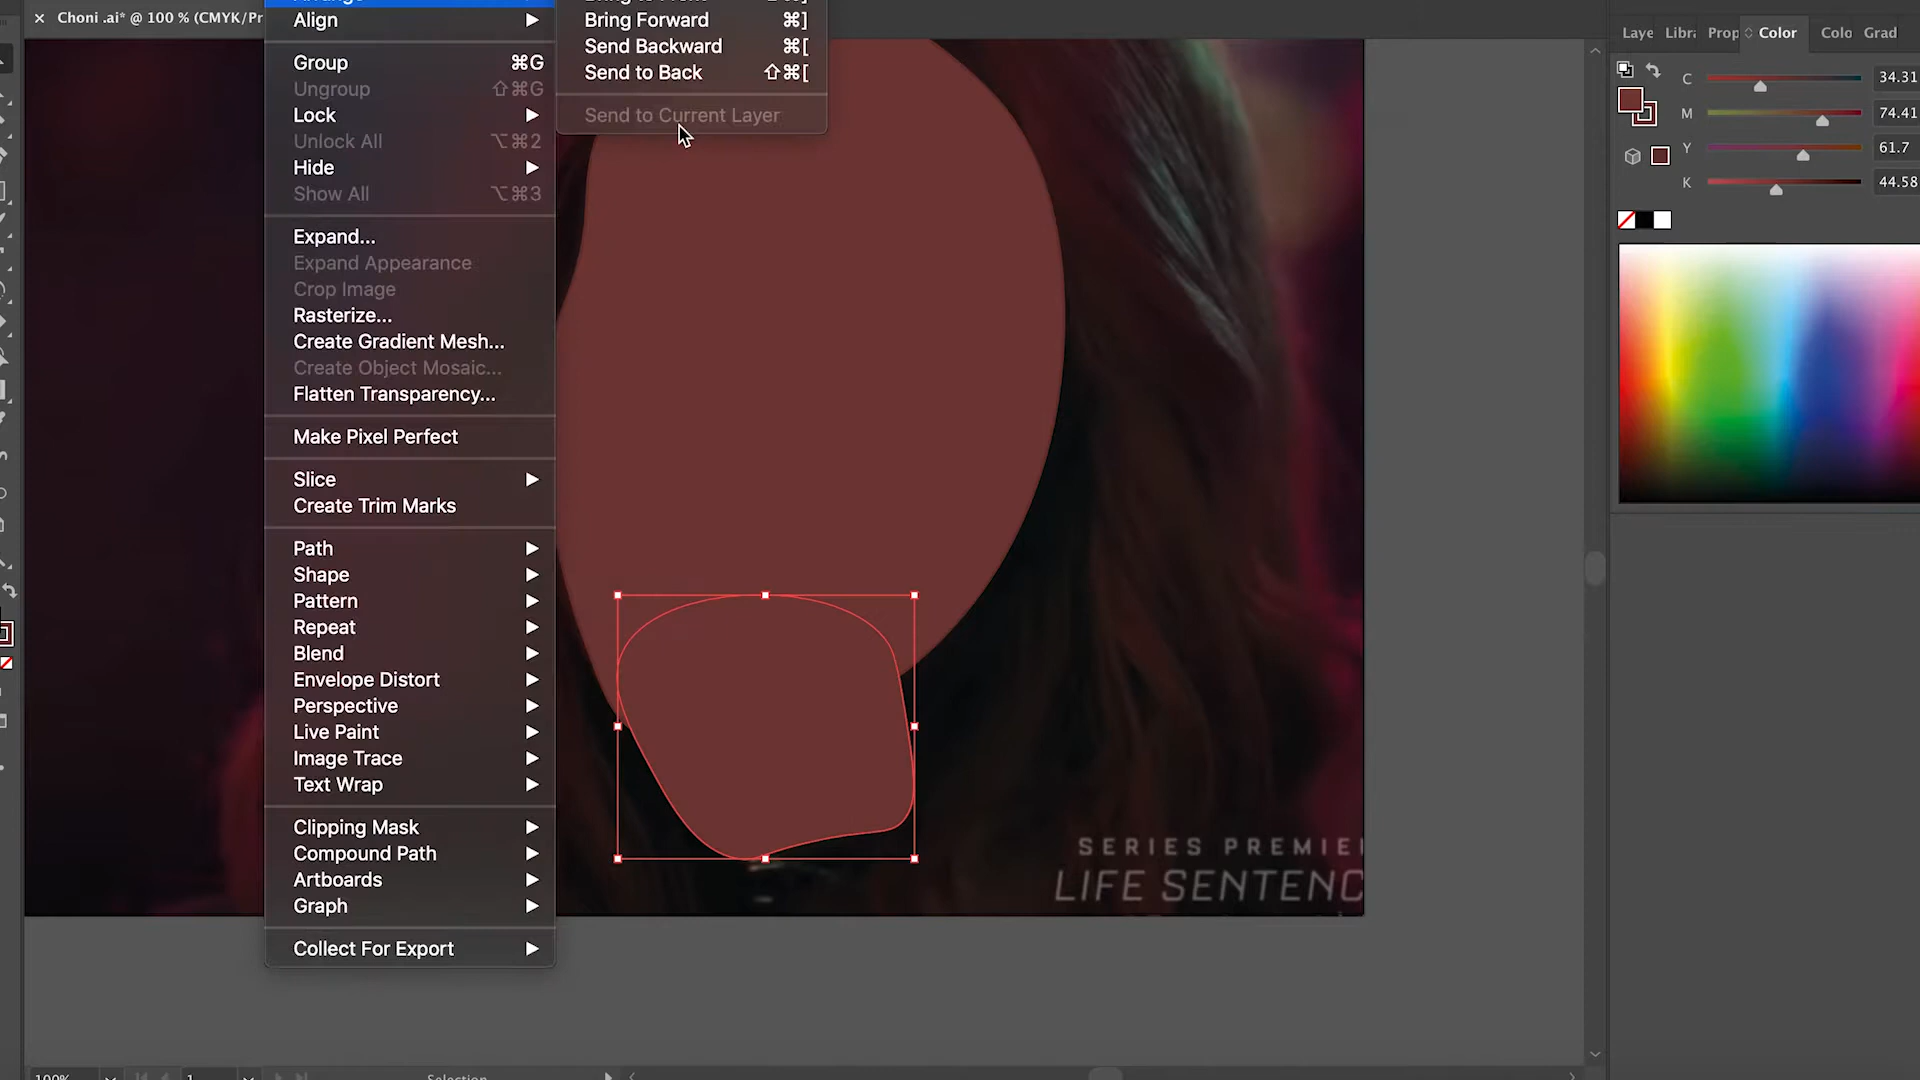 × Choni .ai* @ 100 % (CMYK/Pr
Arrange
Align
Group ⌘G
Ungroup ⇧⌘G
Lock
Unlock All ⌥⌘2
Hide
Show All ⌥⌘3
Expand...
Expand Appearance
Crop Image
Rasterize...
Create Gradient Mesh...
Create Object Mosaic...
Flatten Transparency...
Make Pixel Perfect
Slice
Create Trim Marks
Path
Shape
Pattern
Repeat
Blend
Envelope Distort
Perspective
Live Paint
Image Trace
Text Wrap
Clipping Mask
Compound Path
Artboards
Graph
Collect For Export
Bring to Front ⇧⌘]
Bring Forward ⌘]
Send Backward ⌘[
Send to Back ⇧⌘[
Send to Current Layer
SERIES PREMIE
LIFE SENTENC
Laye Libra Prop Color Colo Grad
C 34.31
M 74.41
Y 61.7
K 44.58
100% 1 Selection